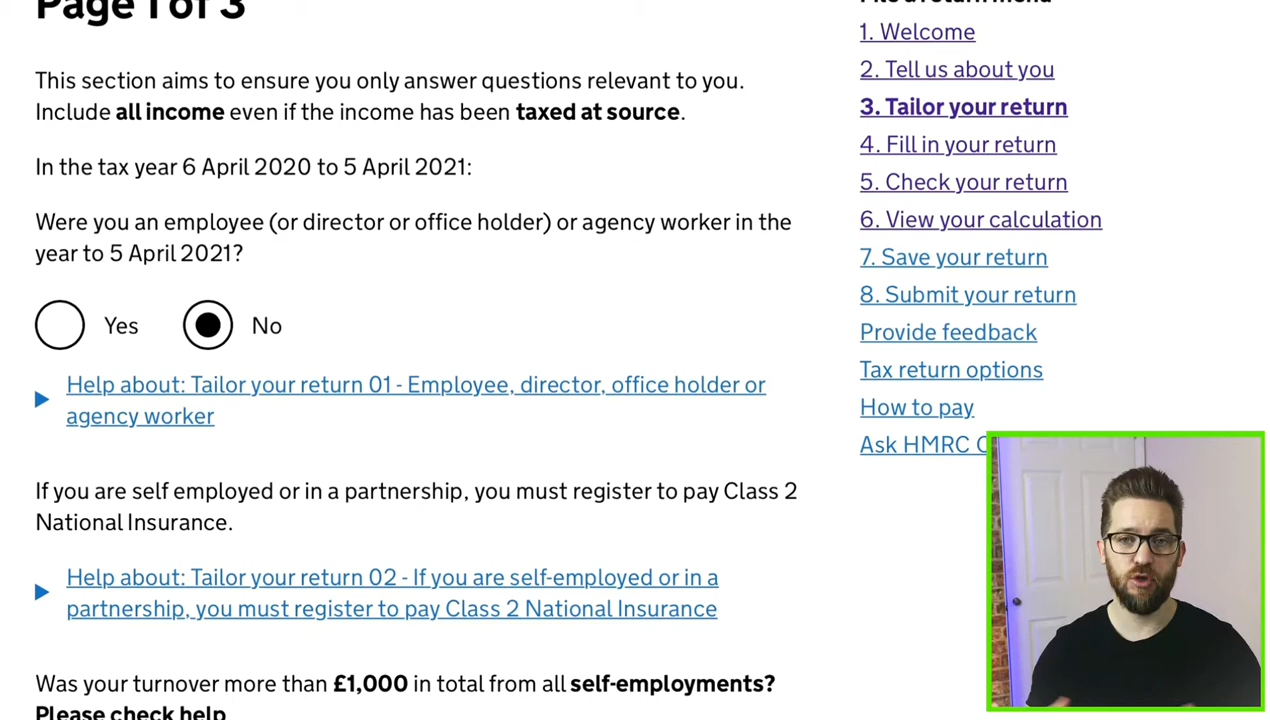 Page 1 of 3
This section aims to ensure you only answer questions relevant to you.
Include all income even if the income has been taxed at source.
In the tax year 6 April 2020 to 5 April 2021:
Were you an employee (or director or office holder) or agency worker in the
year to 5 April 2021?
Yes
No
Help about: Tailor your return 01 - Employee, director, office holder or
agency worker
If you are self employed or in a partnership, you must register to pay Class 2
National Insurance.
Help about: Tailor your return 02 - If you are self-employed or in a
partnership, you must register to pay Class 2 National Insurance
Was your turnover more than £1,000 in total from all self-employments?
Please check help
File a return menu
1. Welcome
2. Tell us about you
3. Tailor your return
4. Fill in your return
5. Check your return
6. View your calculation
7. Save your return
8. Submit your return
Provide feedback
Tax return options
How to pay
Ask HMRC